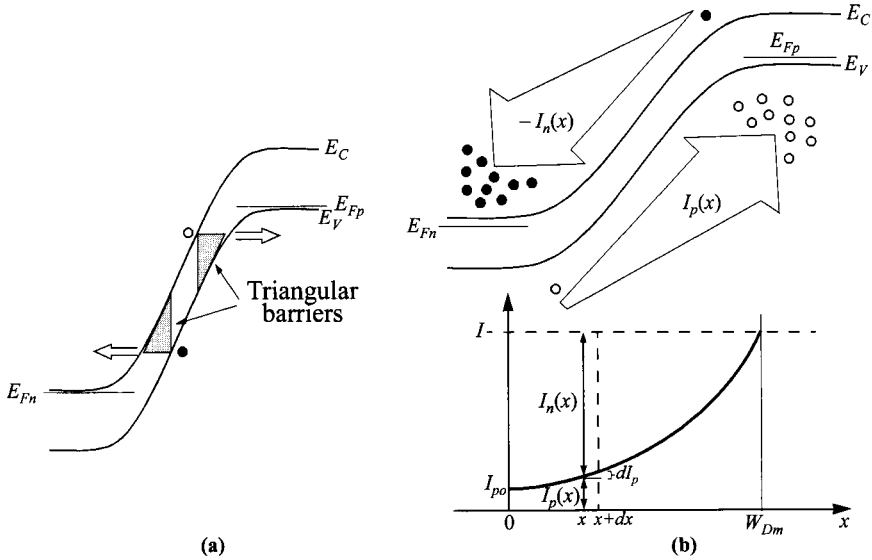 E_C
E_Fp
E_V
Triangular
barriers
E_Fn
(a)
E_C
E_Fp
E_V
– I_n(x)
I_p(x)
E_Fn
I
I_n(x)
dI_p
I_po
I_p(x)
0
x
x+dx
W_Dm
x
(b)